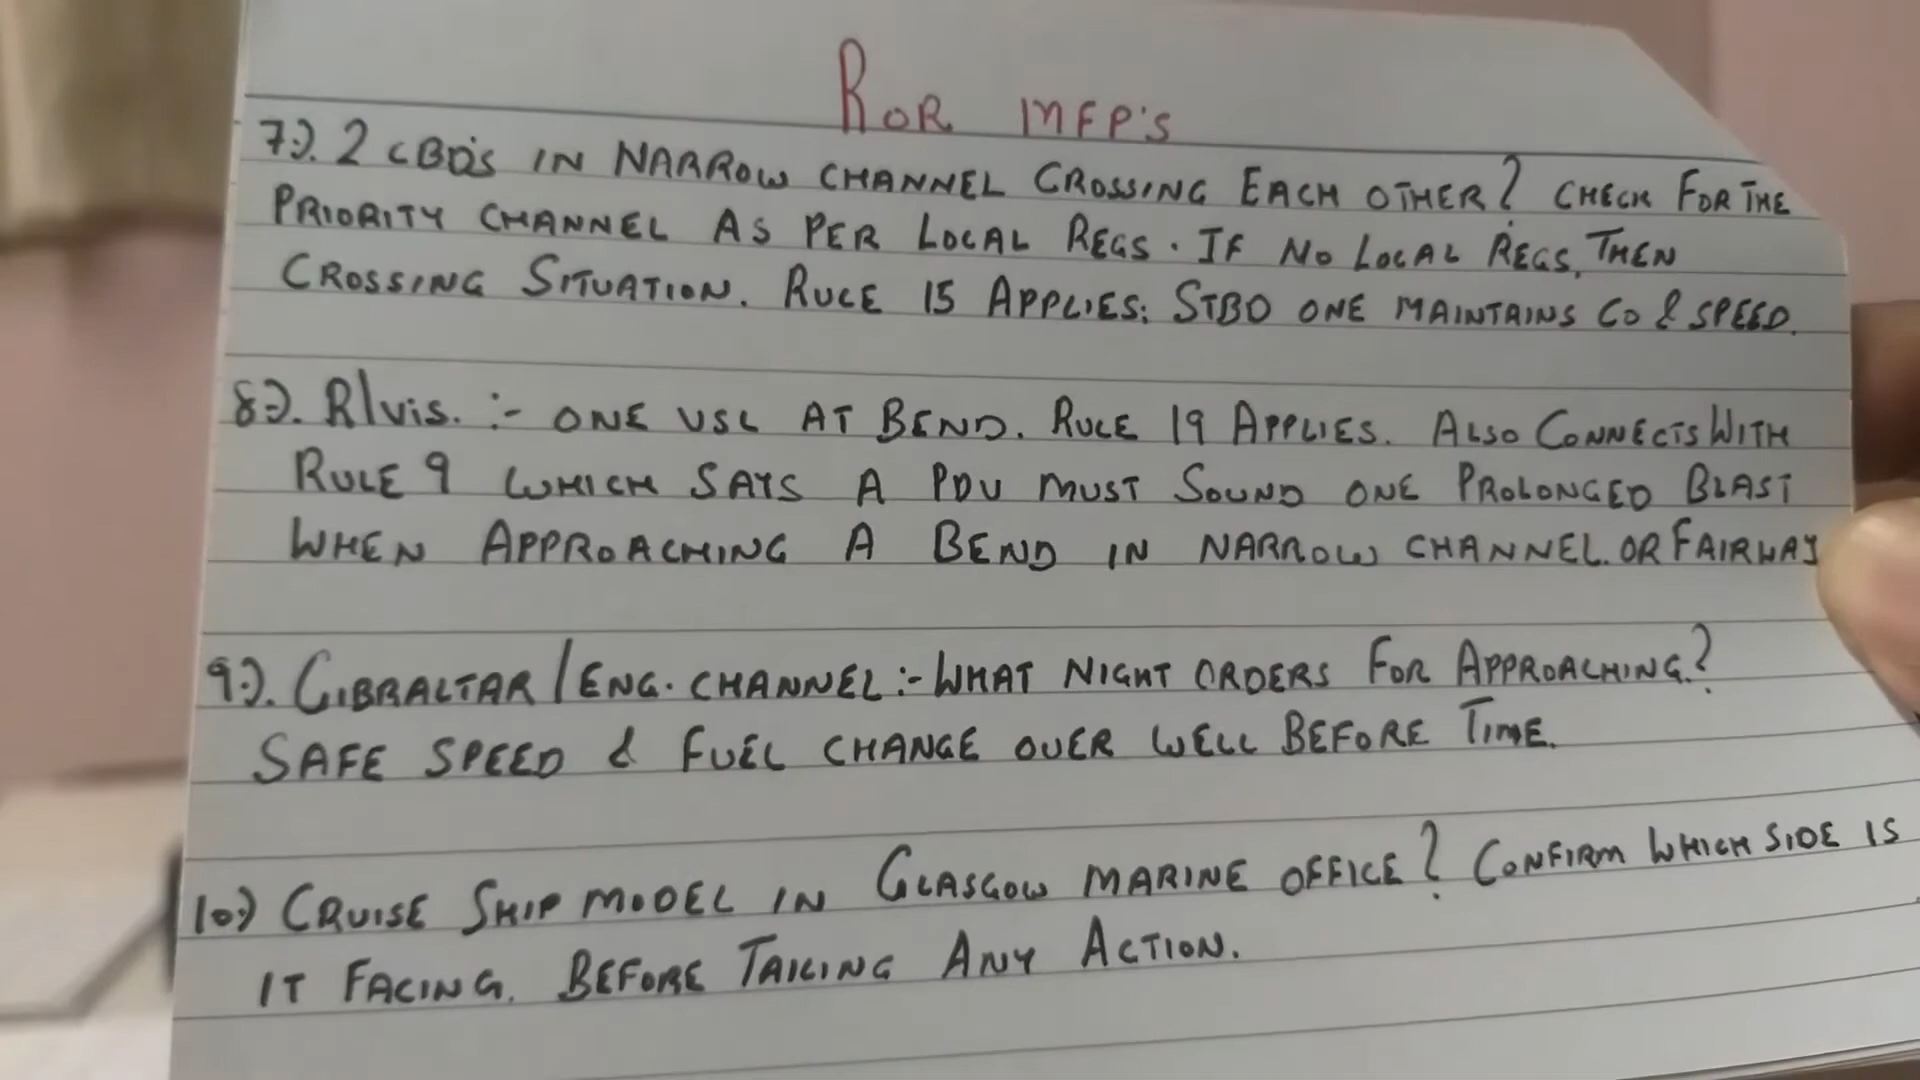 ROR MFP'S
7:). 2 CBD'S IN NARROW CHANNEL CROSSING EACH OTHER? CHECK FOR THE
PRIORITY CHANNEL AS PER LOCAL REGS. IF NO LOCAL REGS, THEN
CROSSING SITUATION. RULE 15 APPLIES: STBD ONE MAINTAINS CO & SPEED.
8:). R/VIS. :- ONE VSL AT BEND. RULE 19 APPLIES. ALSO CONNECTS WITH
RULE 9 WHICH SAYS A PDV MUST SOUND ONE PROLONGED BLAST
WHEN APPROACHING A BEND IN NARROW CHANNEL. OR FAIRWAY
9:). GIBRALTAR / ENG. CHANNEL :- WHAT NIGHT ORDERS FOR APPROACHING?
SAFE SPEED & FUEL CHANGE OVER WELL BEFORE TIME.
10:) CRUISE SHIP MODEL IN GLASGOW MARINE OFFICE? CONFIRM WHICH SIDE IS
IT FACING. BEFORE TAKING ANY ACTION.